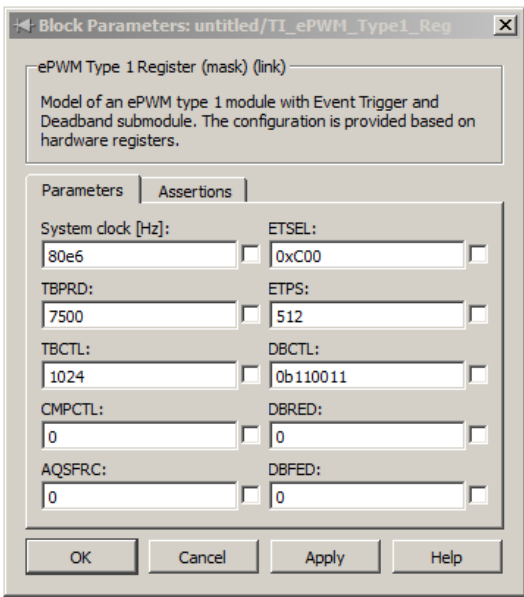 Block Parameters: untitled/TI_ePWM_Type1_Reg
ePWM Type 1 Register (mask) (link)
Model of an ePWM type 1 module with Event Trigger and
Deadband submodule. The configuration is provided based on
hardware registers.
Parameters
Assertions
System clock [Hz]:
ETSEL:
80e6
0xC00
TBPRD:
ETPS:
7500
512
TBCTL:
DBCTL:
1024
0b110011
CMPCTL:
DBRED:
0
0
AQSFRC:
DBFED:
0
0
OK
Cancel
Apply
Help